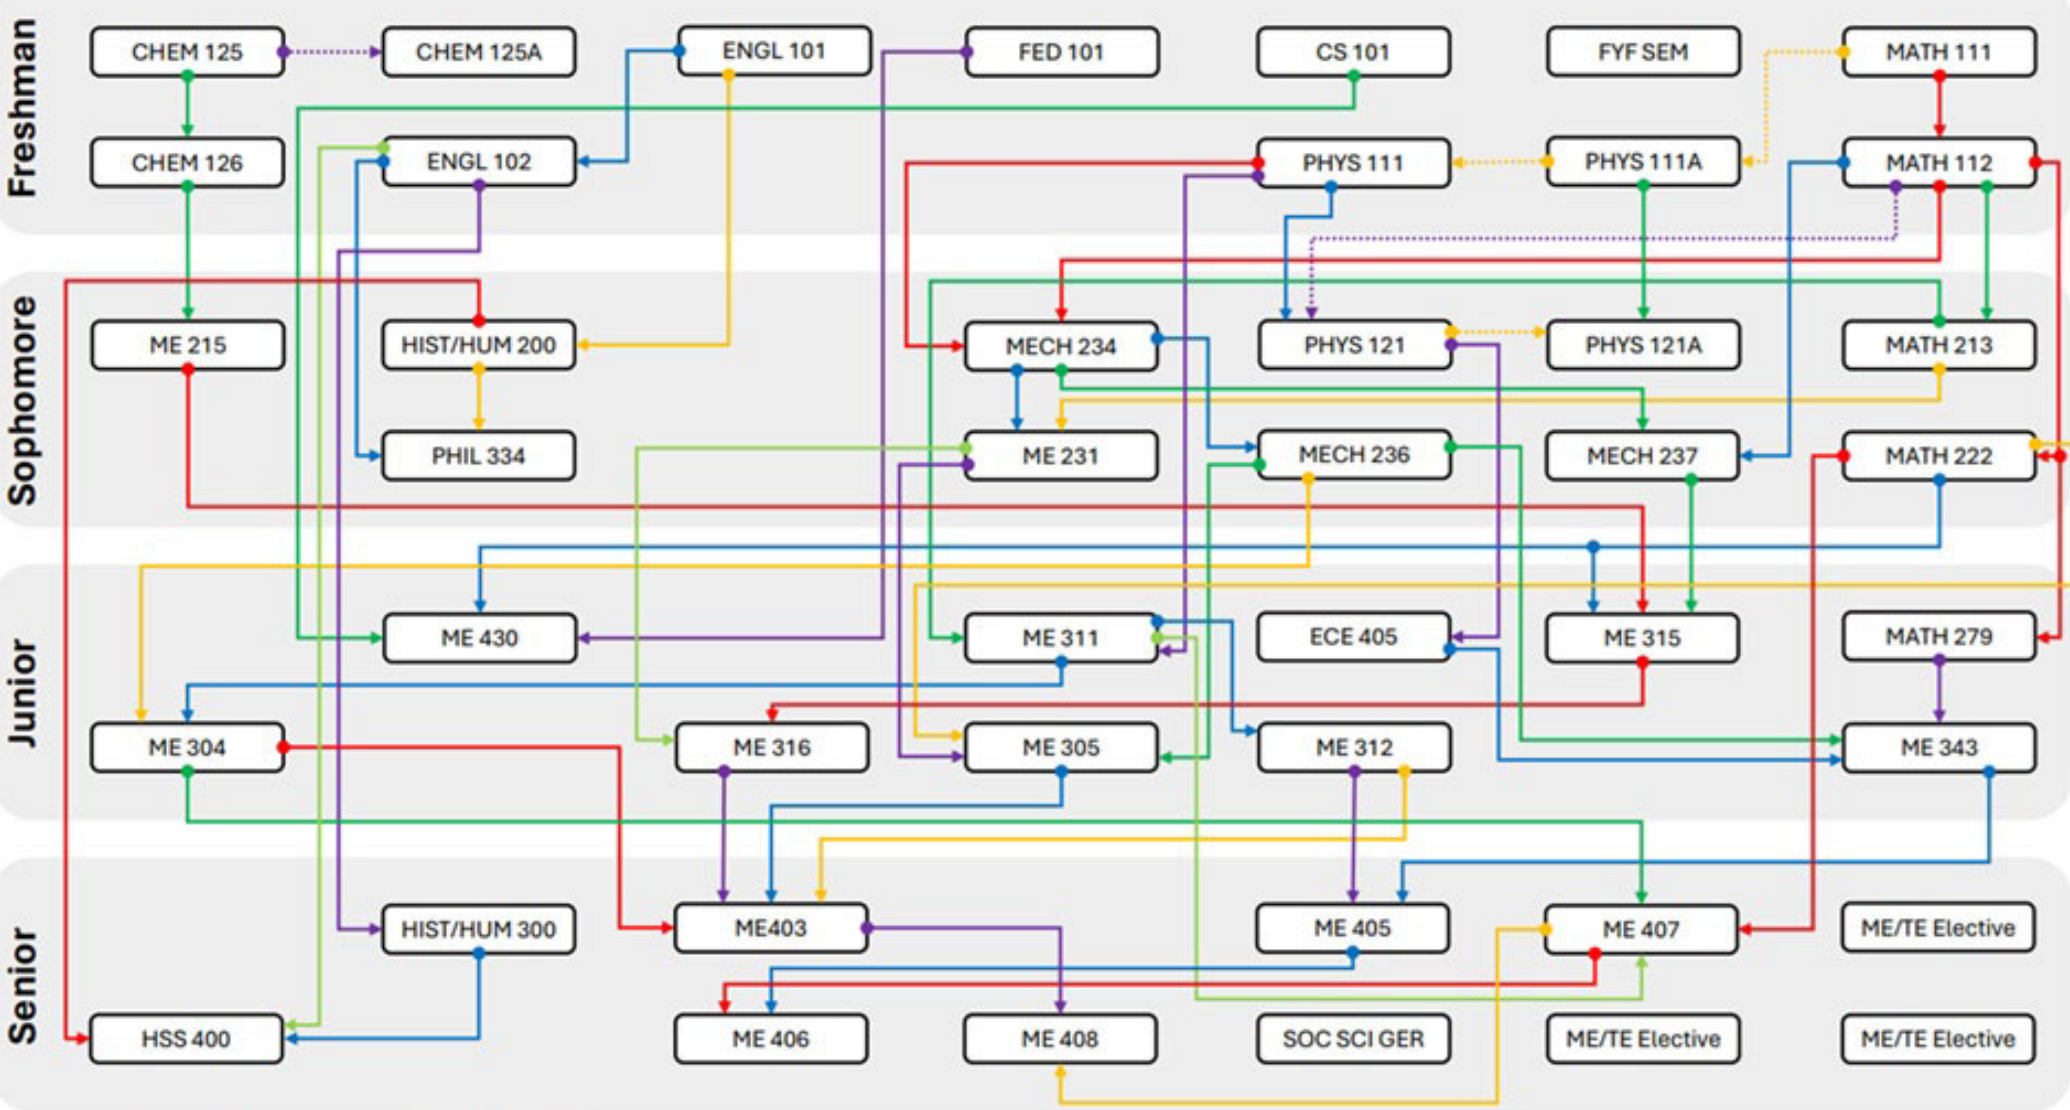 Freshman
CHEM 125
CHEM 125A
ENGL 101
FED 101
CS 101
FYF SEM
MATH 111
CHEM 126
ENGL 102
PHYS 111
PHYS 111A
MATH 112
Sophomore
ME 215
HIST/HUM 200
MECH 234
PHYS 121
PHYS 121A
MATH 213
PHIL 334
ME 231
MECH 236
MECH 237
MATH 222
Junior
ME 430
ME 311
ECE 405
ME 315
MATH 279
ME 304
ME 316
ME 305
ME 312
ME 343
Senior
HIST/HUM 300
ME403
ME 405
ME 407
ME/TE Elective
HSS 400
ME 406
ME 408
SOC SCI GER
ME/TE Elective
ME/TE Elective